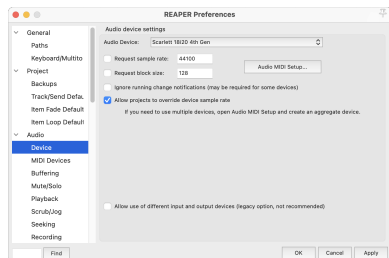 REAPER Preferences
General
Paths
Keyboard/Multito
Project
Backups
Track/Send Defau
Item Fade Default
Item Loop Default
Audio
Device
MIDI Devices
Buffering
Mute/Solo
Playback
Scrub/Jog
Seeking
Recording
Find
Audio device settings
Audio Device: Scarlett 18i20 4th Gen
Request sample rate: 44100
Request block size: 128
Audio MIDI Setup...
Ignore running change notifications (may be required for some devices)
Allow projects to override device sample rate
If you need to use multiple devices, open Audio MIDI Setup and create an aggregate device.
Allow use of different input and output devices (legacy option, not recommended)
OK Cancel Apply